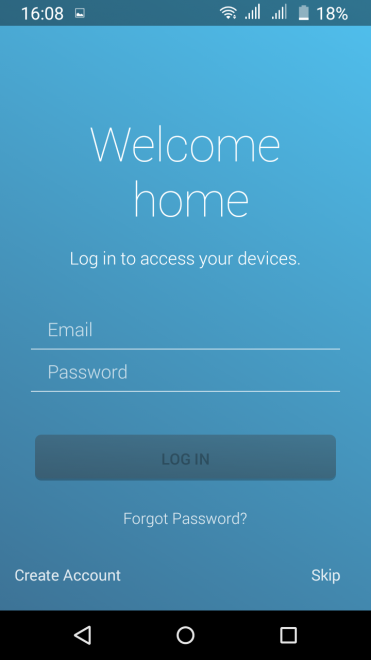 16:08 18%
Welcome
home
Log in to access your devices.
Email
Password
LOG IN
Forgot Password?
Create Account Skip